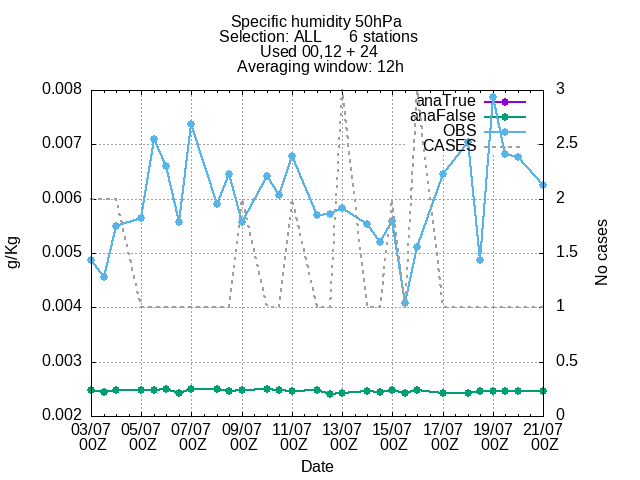 Specific humidity 50hPa
Selection: ALL      6 stations
Used 00,12 + 24
Averaging window: 12h
0.008
0.007
0.006
0.005
0.004
0.003
0.002
g/Kg
anaTrue
anaFalse
OBS
CASES
3
2.5
2
1.5
1
0.5
0
No cases
03/07 05/07 07/07 09/07 11/07 13/07 15/07 17/07 19/07 21/07
00Z 00Z 00Z 00Z 00Z 00Z 00Z 00Z 00Z 00Z
Date